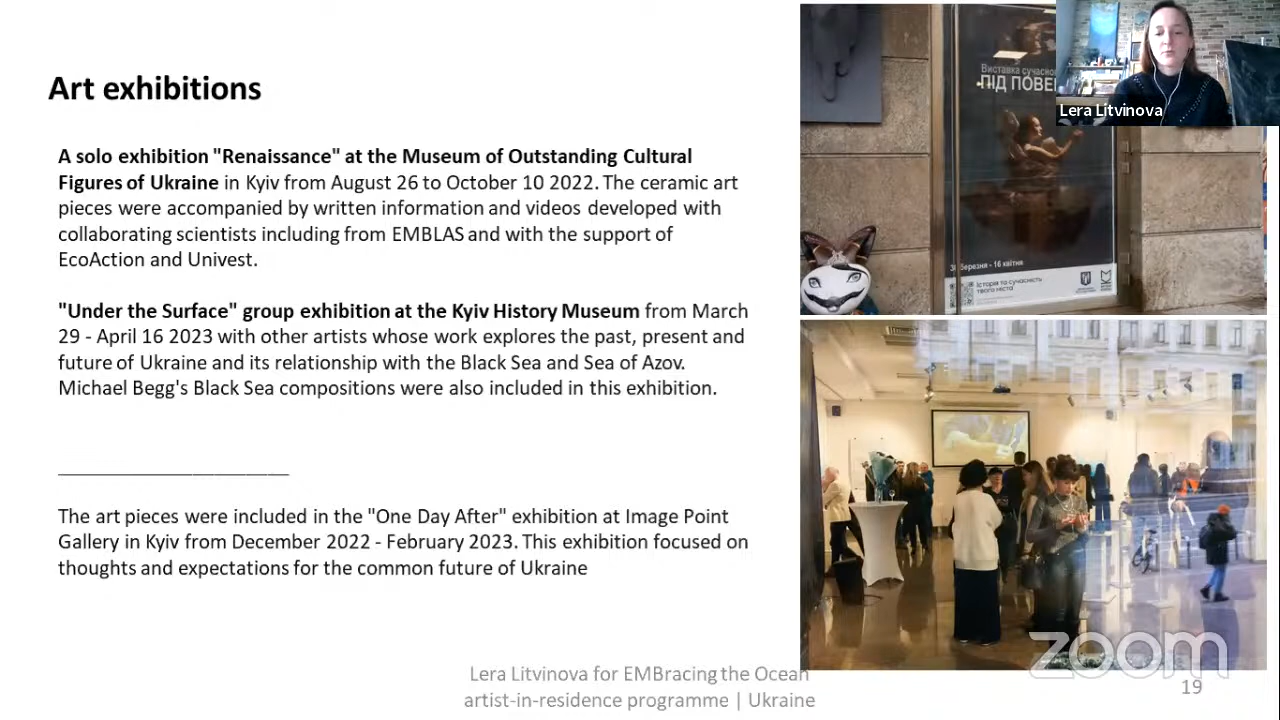 Art exhibitions
A solo exhibition "Renaissance" at the Museum of Outstanding Cultural
Figures of Ukraine in Kyiv from August 26 to October 10 2022. The ceramic art
pieces were accompanied by written information and videos developed with
collaborating scientists including from EMBLAS and with the support of
EcoAction and Univest.
"Under the Surface" group exhibition at the Kyiv History Museum from March
29 - April 16 2023 with other artists whose work explores the past, present and
future of Ukraine and its relationship with the Black Sea and Sea of Azov.
Michael Begg's Black Sea compositions were also included in this exhibition.
The art pieces were included in the "One Day After" exhibition at Image Point
Gallery in Kyiv from December 2022 - February 2023. This exhibition focused on
thoughts and expectations for the common future of Ukraine
Lera Litvinova for EMBracing the Ocean
artist-in-residence programme | Ukraine
19
Виставка
ПІД
березня - 16 квітня
Історія та сучасність
твого міста
Lera Litvinova
zoom